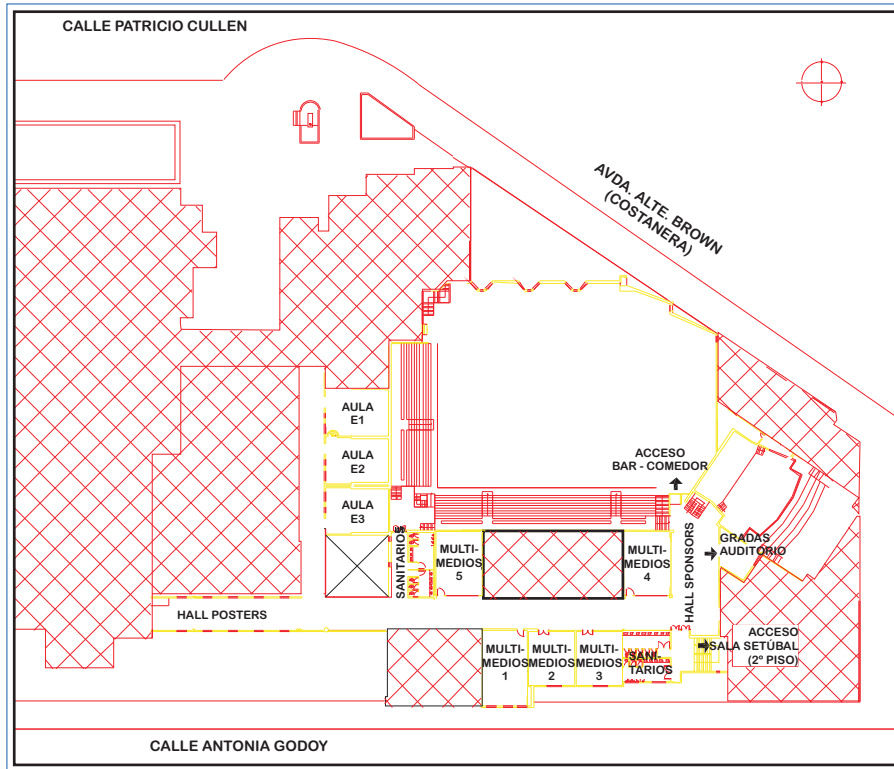 CALLE PATRICIO CULLEN
AVDA. ALTE. BROWN
(COSTANERA)
AULA
E1
AULA
E2
AULA
E3
ACCESO
BAR - COMEDOR
SANITARIOS
MULTI-
MEDIOS
5
MULTI-
MEDIOS
4
HALL SPONSORS
GRADAS
AUDITORIO
HALL POSTERS
MULTI-
MEDIOS
1
MULTI-
MEDIOS
2
MULTI-
MEDIOS
3
SANI-
TARIOS
ACCESO
SALA SETÚBAL
(2º PISO)
CALLE ANTONIA GODOY